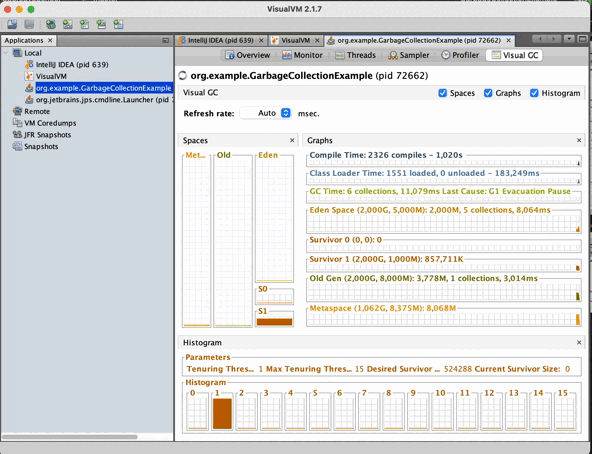 VisualVM 2.1.7
Applications
Local
IntelliJ IDEA (pid 639)
VisualVM
org.example.GarbageCollectionExample
org.jetbrains.jps.cmdline.Launcher (pid 7
Remote
VM Coredumps
JFR Snapshots
Snapshots
IntelliJ IDEA (pid 639) VisualVM org.example.GarbageCollectionExample (pid 72662)
Overview Monitor Threads Sampler Profiler Visual GC
org.example.GarbageCollectionExample (pid 72662)
Visual GC Spaces Graphs Histogram
Refresh rate: Auto msec.
Spaces
Met... Old Eden
S0
S1
Graphs
Compile Time: 2326 compiles - 1,020s
Class Loader Time: 1551 loaded, 0 unloaded - 183,249ms
GC Time: 6 collections, 11,079ms Last Cause: G1 Evacuation Pause
Eden Space (2,000G, 5,000M): 2,000M, 5 collections, 8,064ms
Survivor 0 (0, 0): 0
Survivor 1 (2,000G, 1,000M): 857,711K
Old Gen (2,000G, 8,000M): 3,778M, 1 collections, 3,014ms
Metaspace (1,062G, 8,375M): 8,068M
Histogram
Parameters
Tenuring Thres... 1 Max Tenuring Thres... 15 Desired Survivor ... 524288 Current Survivor Size: 0
Histogram
0 1 2 3 4 5 6 7 8 9 10 11 12 13 14 15